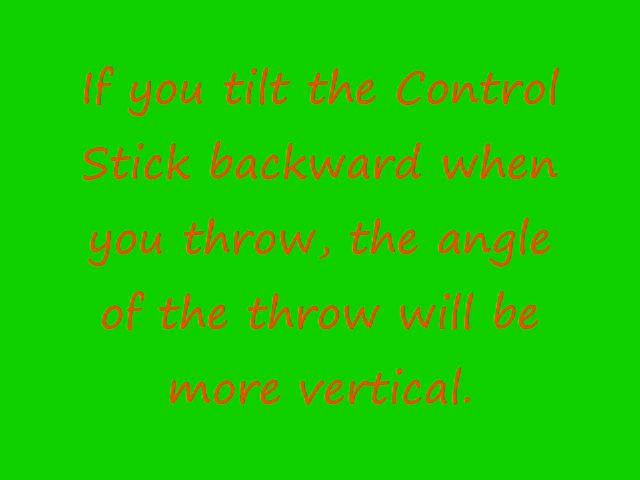 If you tilt the Control
Stick backward when
you throw, the angle
of the throw will be
more vertical.